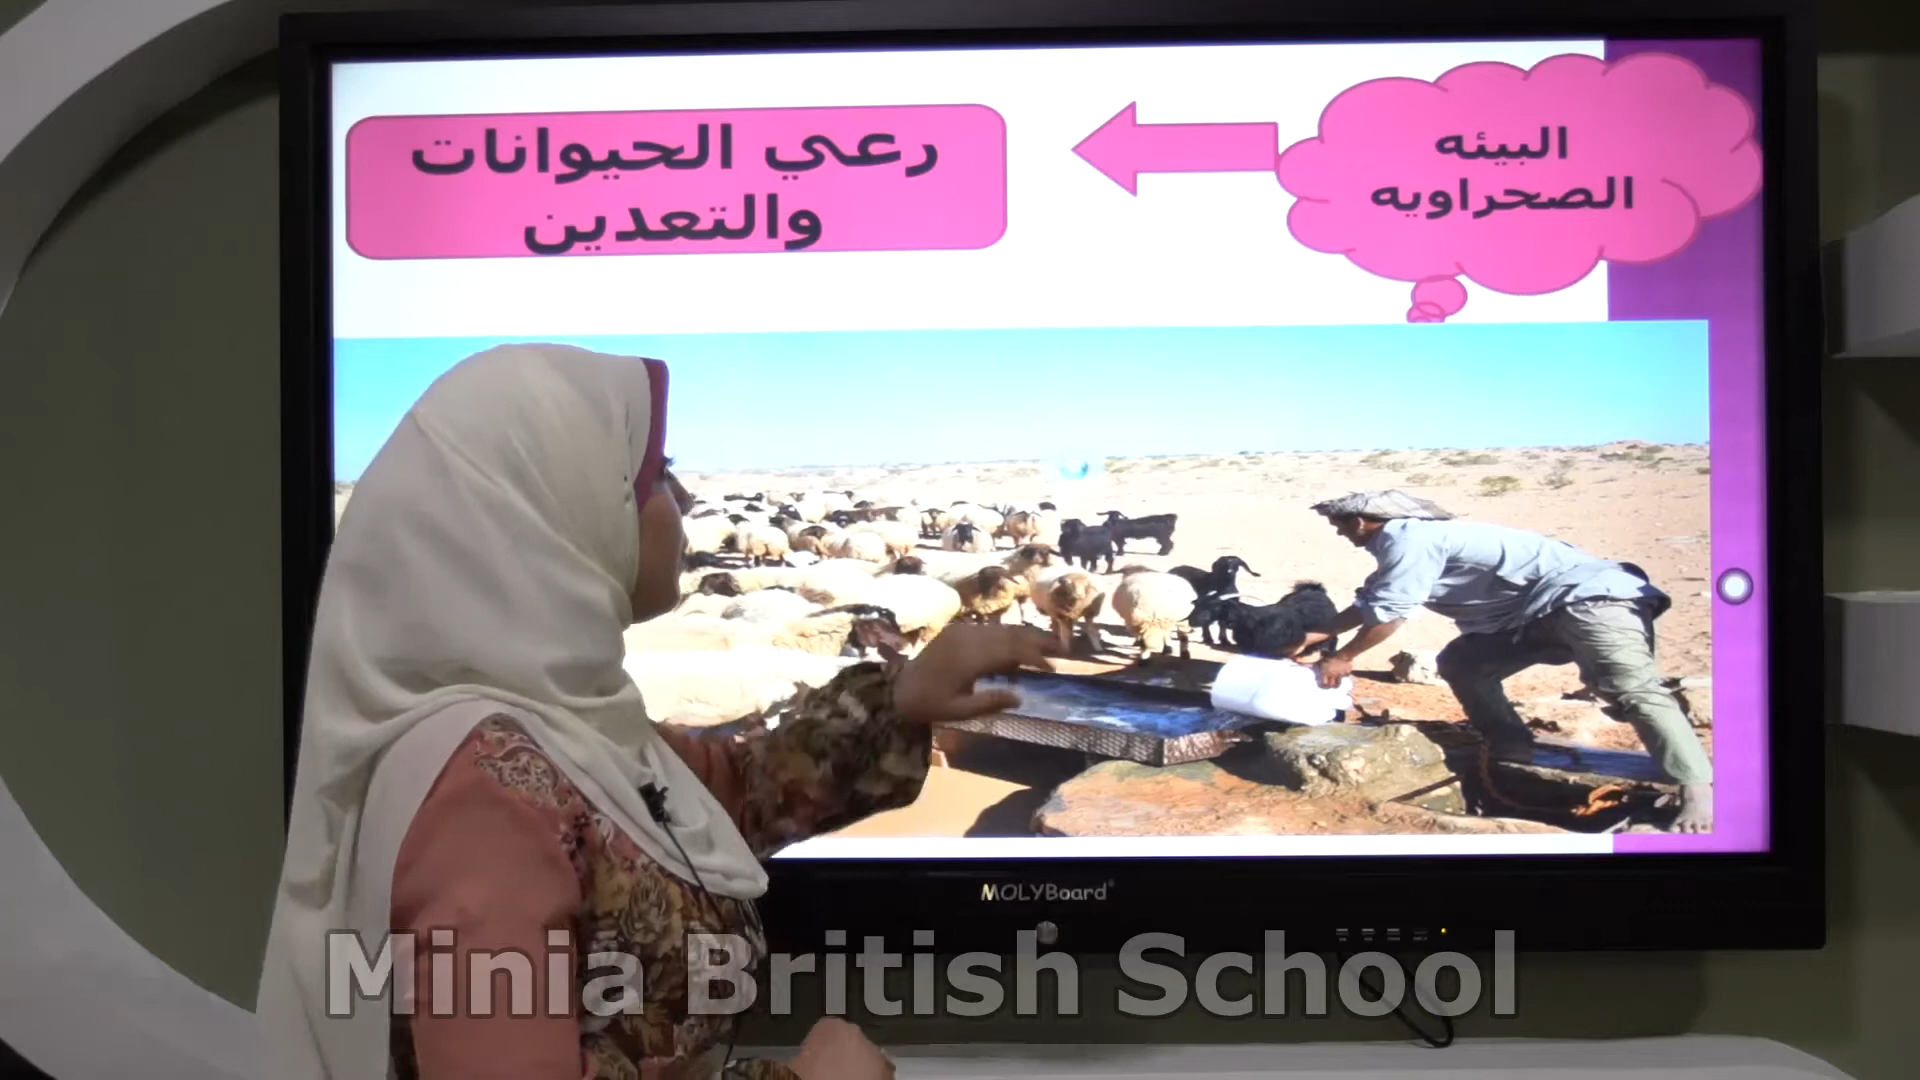 البيئه
الصحراويه
رعي الحيوانات
والتعدين
MOLYBoard
Minia British School